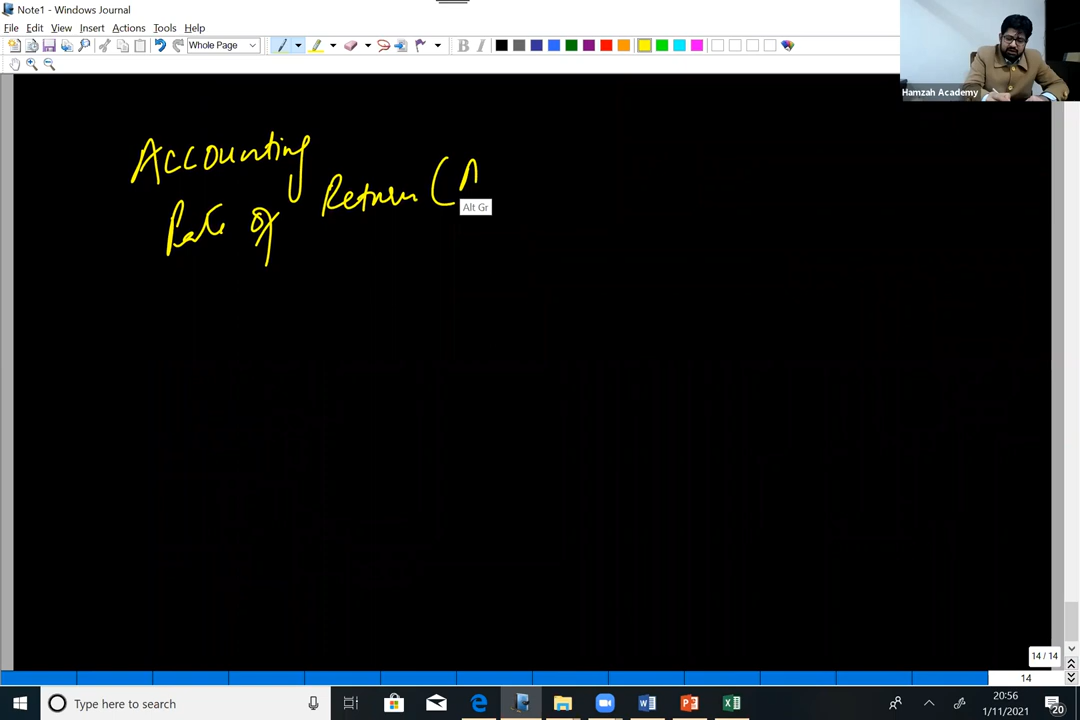 Note1 - Windows Journal
File Edit View Insert Actions Tools Help
Whole Page
B I
Hamzah Academy
Accounting
Rate of Return (A
Alt Gr
14 / 14
14
Type here to search
20:56
1/11/2021
20